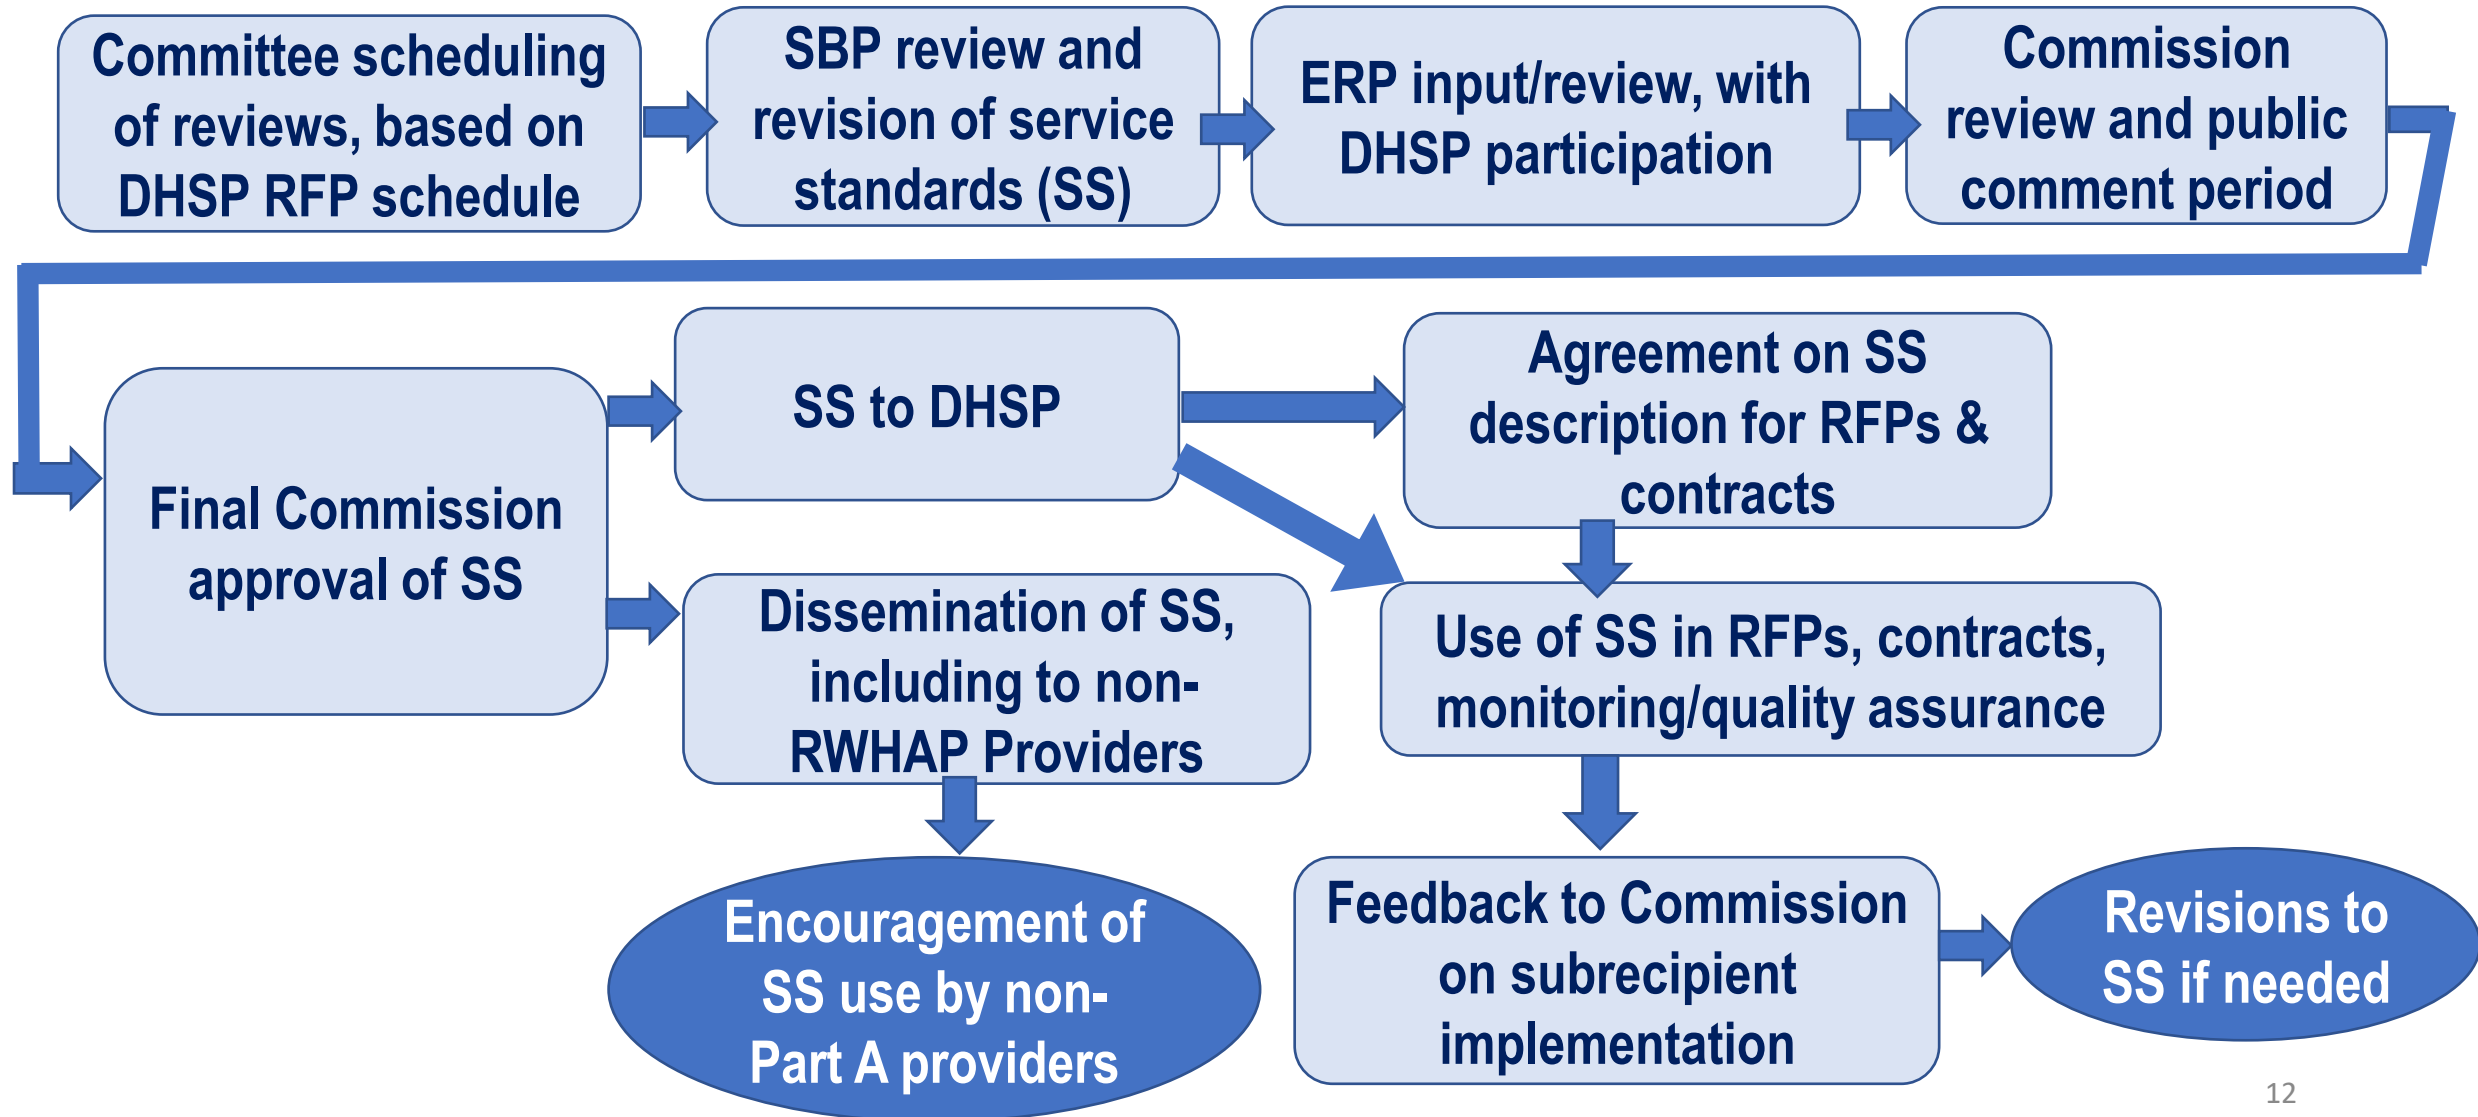 Committee scheduling
of reviews, based on
DHSP RFP schedule
SBP review and
revision of service
standards (SS)
ERP input/review, with
DHSP participation
Commission
review and public
comment period
Final Commission
approval of SS
SS to DHSP
Agreement on SS
description for RFPs &
contracts
Dissemination of SS,
including to non-
RWHAP Providers
Use of SS in RFPs, contracts,
monitoring/quality assurance
Encouragement of
SS use by non-
Part A providers
Feedback to Commission
on subrecipient
implementation
Revisions to
SS if needed
12